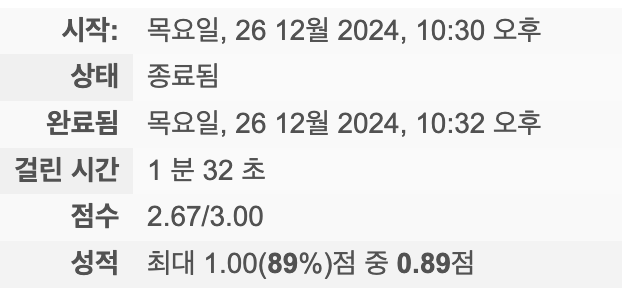 시작: 목요일, 26 12월 2024, 10:30 오후
상태 종료됨
완료됨 목요일, 26 12월 2024, 10:32 오후
걸린 시간 1 분 32 초
점수 2.67/3.00
성적 최대 1.00(89%)점 중 0.89점